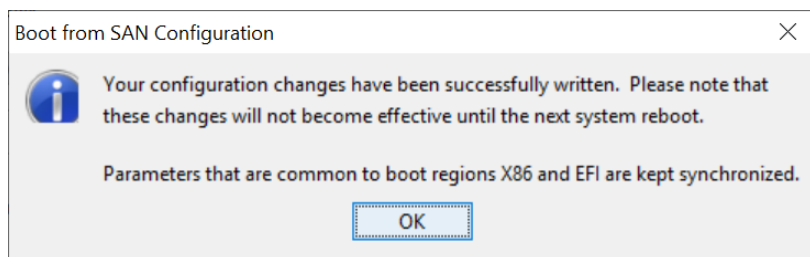 Boot from SAN Configuration
Your configuration changes have been successfully written.  Please note that
these changes will not become effective until the next system reboot.
Parameters that are common to boot regions X86 and EFI are kept synchronized.
OK